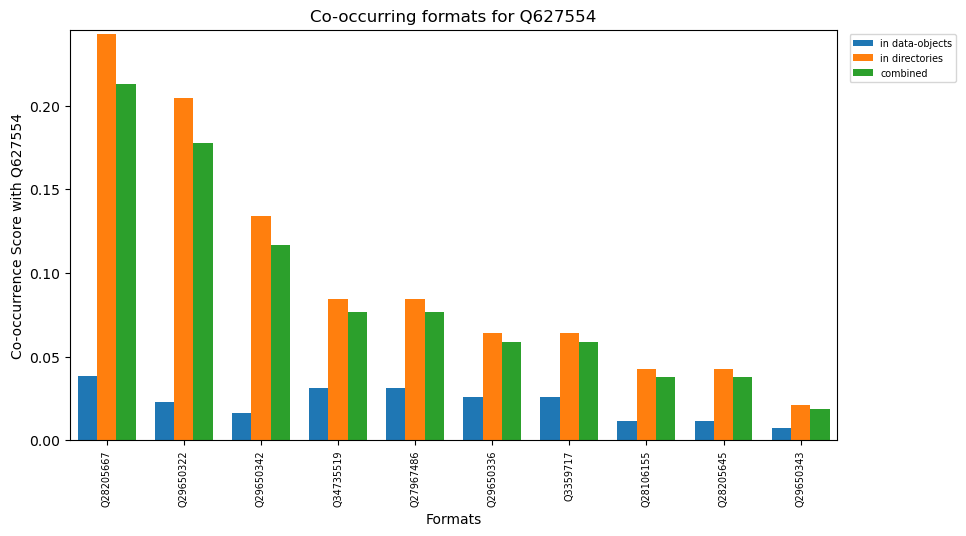 Co-occurring formats for Q627554
in data-objects
in directories
combined
Co-occurrence Score with Q627554
0.20
0.15
0.10
0.05
0.00
Q28205667
Q29650322
Q29650342
Q34735519
Q27967486
Q29650336
Q3359717
Q28106155
Q28205645
Q29650343
Formats